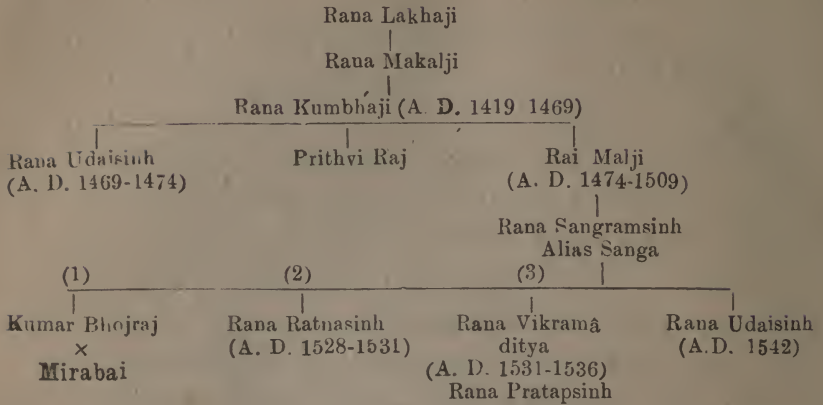 Rana Lakhaji
Rana Makalji
Rana Kumbhaji (A. D. 1419 1469)
Rana Udaisinh Prithvi Raj Rai Malji
(A. D. 1469-1474) (A. D. 1474-1509)
Rana Sangramsinh
Alias Sanga
(1) (2) (3)
Kumar Bhojraj Rana Ratnasinh Rana Vikramâ Rana Udaisinh
× (A. D. 1528-1531) ditya (A.D. 1542)
Mirabai (A. D. 1531-1536)
Rana Pratapsinh